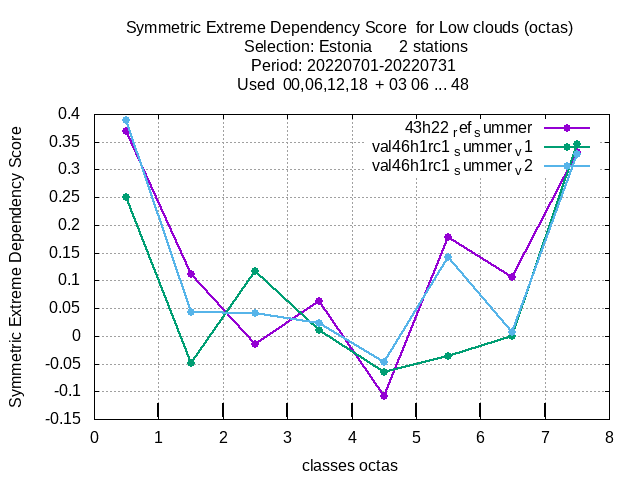 Symmetric Extreme Dependency Score  for Low clouds (octas)
Selection: Estonia      2 stations
Period: 20220701-20220731
Used  00,06,12,18  + 03 06 ... 48
43h22 ref summer
val46h1rc1 summer v1
val46h1rc1 summer v2
Symmetric Extreme Dependency Score
0.4
0.35
0.3
0.25
0.2
0.15
0.1
0.05
0
-0.05
-0.1
-0.15
0 1 2 3 4 5 6 7 8
classes octas